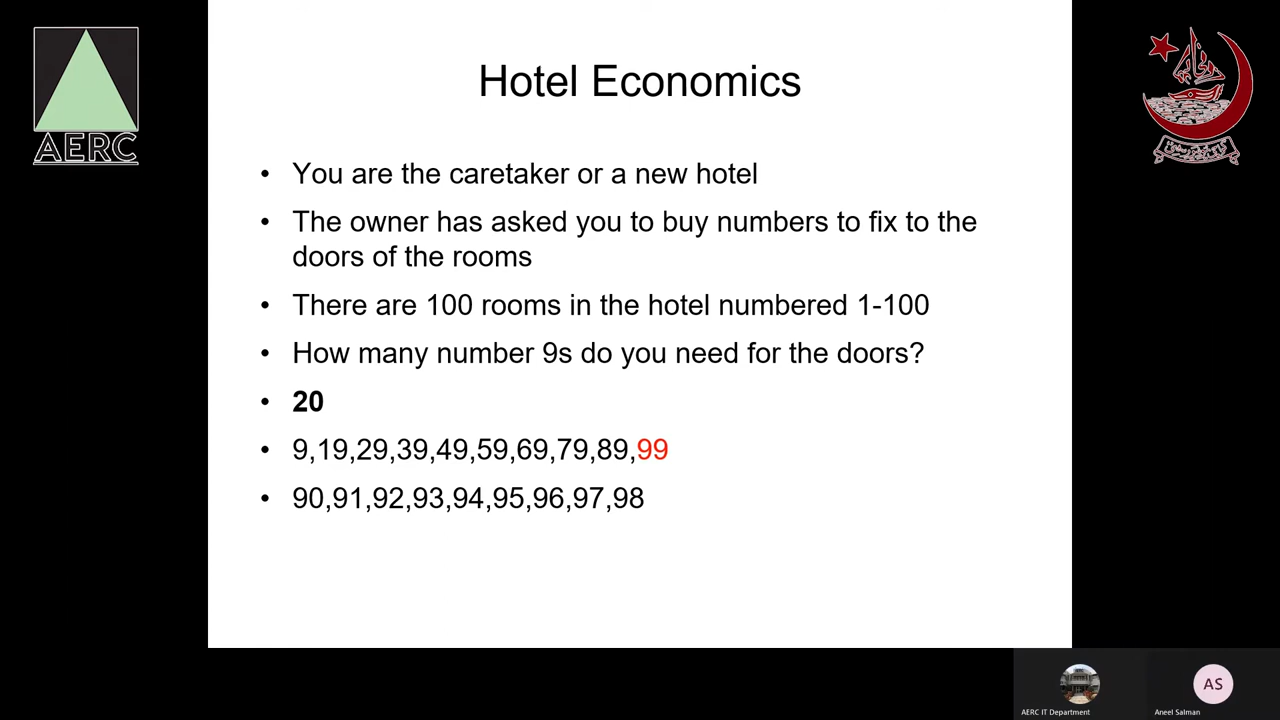 AERC
Hotel Economics
• You are the caretaker or a new hotel
• The owner has asked you to buy numbers to fix to the
doors of the rooms
• There are 100 rooms in the hotel numbered 1-100
• How many number 9s do you need for the doors?
• 20
• 9,19,29,39,49,59,69,79,89,99
• 90,91,92,93,94,95,96,97,98
AS
AERC IT Department
Aneel Salman